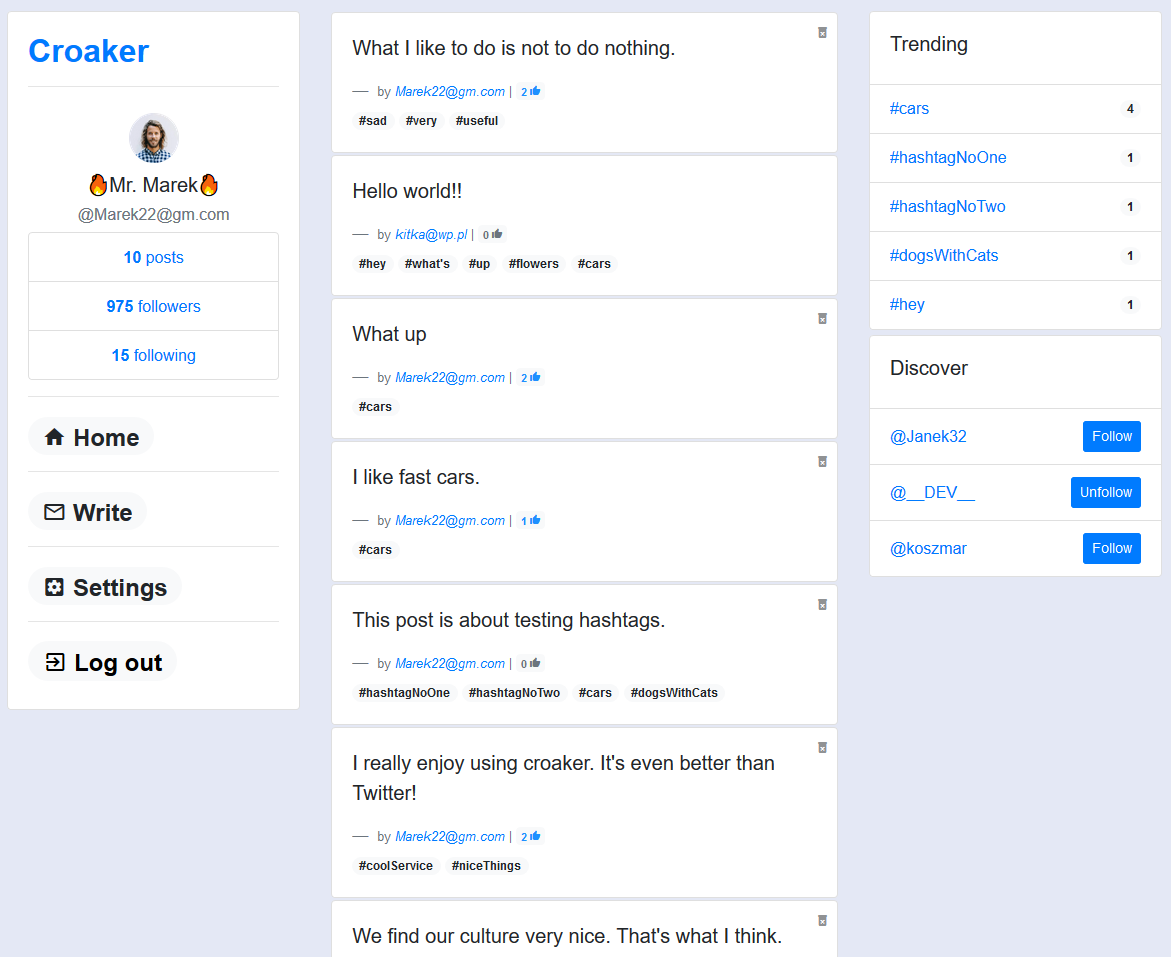 Croaker
🔥Mr. Marek🔥
@Marek22@gm.com
10 posts
975 followers
15 following
Home
Write
Settings
Log out
What I like to do is not to do nothing.
— by Marek22@gm.com | 2
#sad #very #useful
Hello world!!
— by kitka@wp.pl | 0
#hey #what's #up #flowers #cars
What up
— by Marek22@gm.com | 2
#cars
I like fast cars.
— by Marek22@gm.com | 1
#cars
This post is about testing hashtags.
— by Marek22@gm.com | 0
#hashtagNoOne #hashtagNoTwo #cars #dogsWithCats
I really enjoy using croaker. It's even better than
Twitter!
— by Marek22@gm.com | 2
#coolService #niceThings
We find our culture very nice. That's what I think.
Trending
#cars 4
#hashtagNoOne 1
#hashtagNoTwo 1
#dogsWithCats 1
#hey 1
Discover
@Janek32 Follow
@__DEV__ Unfollow
@koszmar Follow